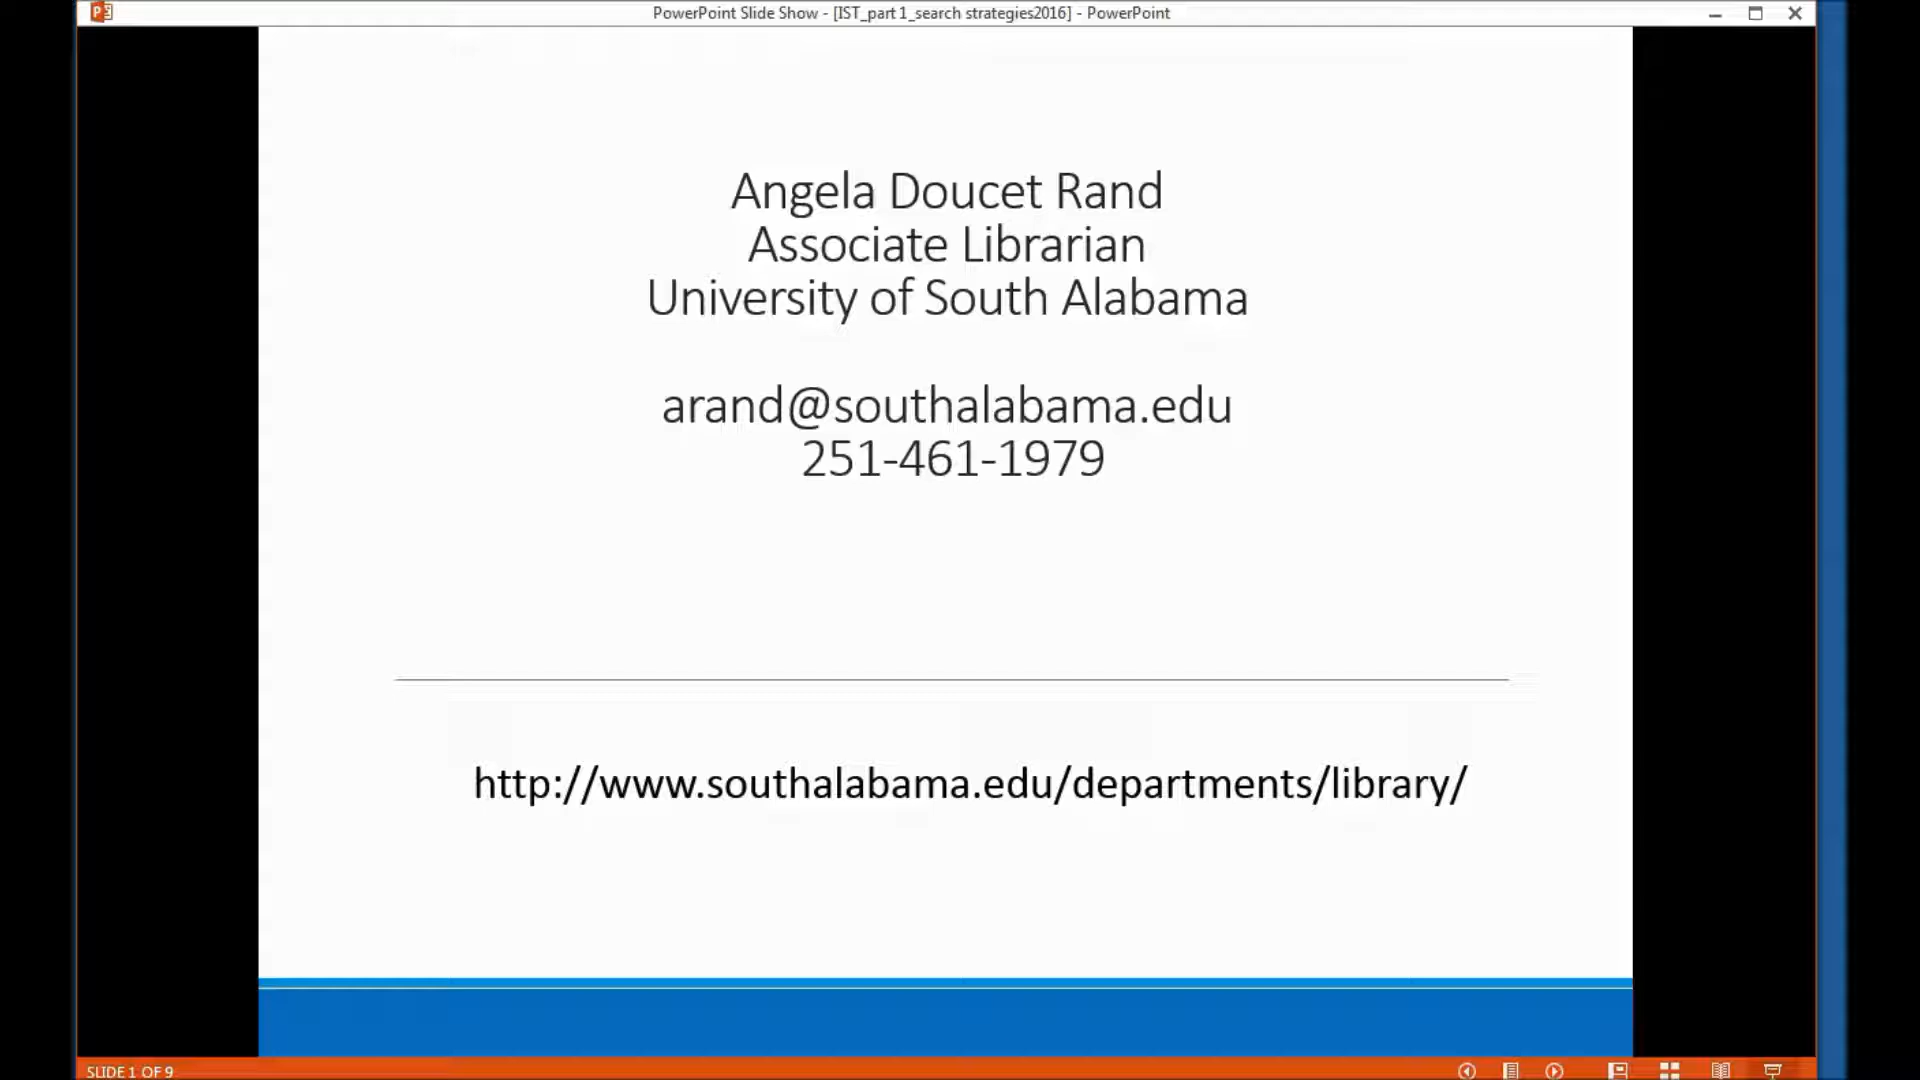 PowerPoint Slide Show - [IST_part 1_search strategies2016] - PowerPoint
Angela Doucet Rand
Associate Librarian
University of South Alabama
arand@southalabama.edu
251-461-1979
http://www.southalabama.edu/departments/library/
SLIDE 1 OF 9